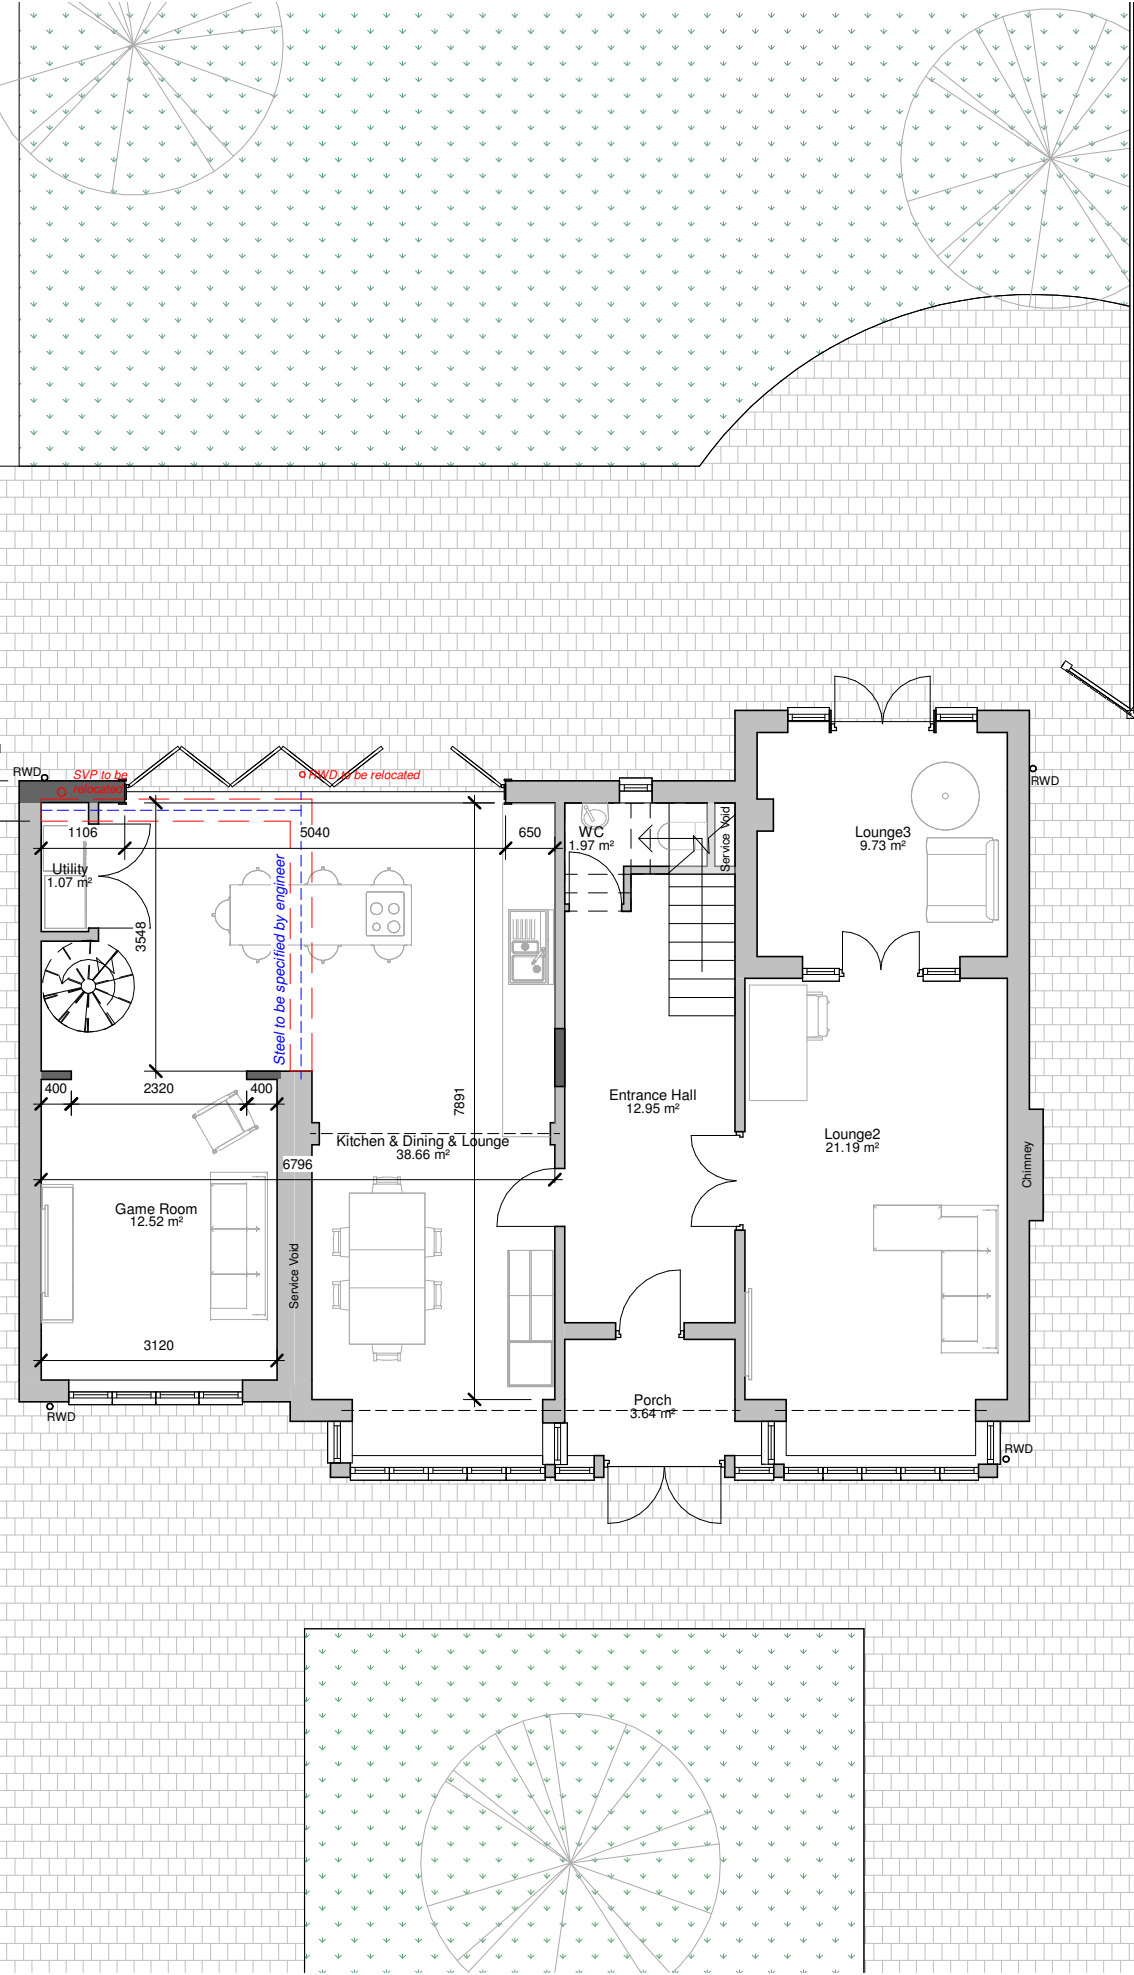 RWD
SVP to be
relocated
RWD to be relocated
RWD
1106
5040
650
WC
1.97 m²
Service Void
Lounge3
9.73 m²
Utility
1.07 m²
3548
Steel to be specified by engineer
400
2320
400
7891
Entrance Hall
12.95 m²
Kitchen & Dining & Lounge
38.66 m²
Lounge2
21.19 m²
6796
Chimney
Game Room
12.52 m²
Service Void
3120
Porch
3.64 m²
RWD
RWD